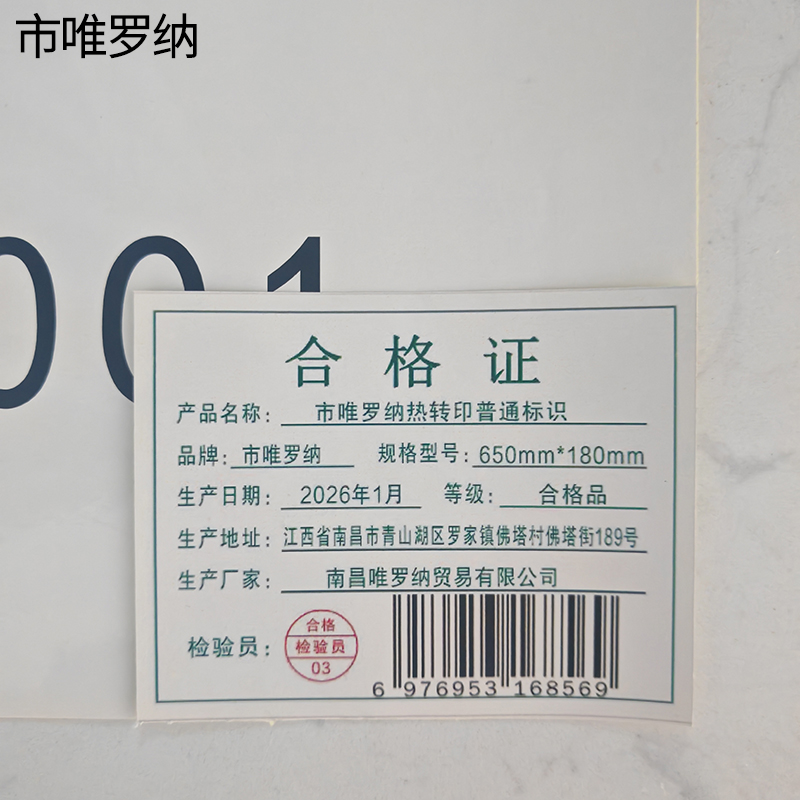 市唯罗纳
001
合格证
产品名称： 市唯罗纳热转印普通标识
品牌： 市唯罗纳 规格型号： 650mm*180mm
生产日期： 2026年1月 等级： 合格品
生产地址： 江西省南昌市青山湖区罗家镇佛塔村佛塔街189号
生产厂家： 南昌唯罗纳贸易有限公司
检验员：
合格
检验员
03
6 976953 168569